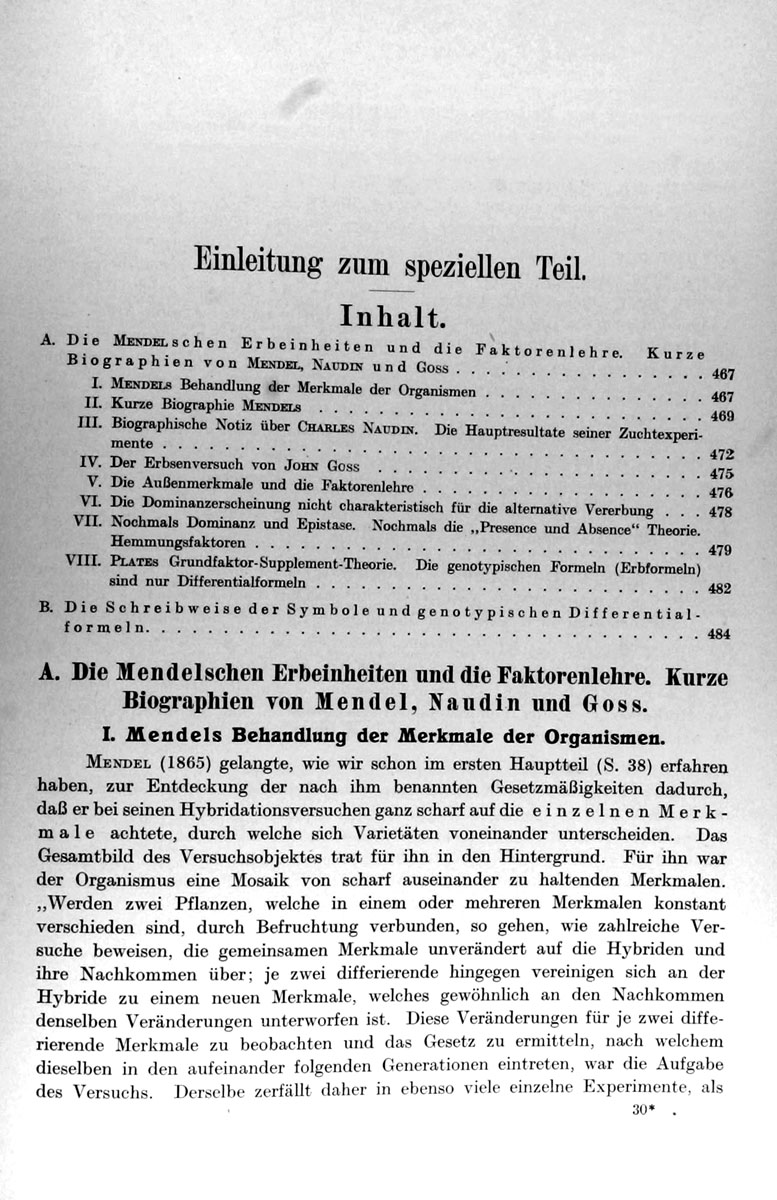 Einleitung zum speziellen Teil.
Inhalt.
A. Die Mendelschen Erbeinheiten und die Faktorenlehre. Kurze
Biographien von Mendel, Naudin und Goss . . . . . . . . . . . . . . . . 467
I. Mendels Behandlung der Merkmale der Organismen . . . . . . . . . . . . 467
II. Kurze Biographie Mendels . . . . . . . . . . . . . . . . . . . . . . 469
III. Biographische Notiz über Charles Naudin. Die Hauptresultate seiner Zuchtexperi-
mente . . . . . . . . . . . . . . . . . . . . . . . . . . . . . . . 472
IV. Der Erbsenversuch von John Goss . . . . . . . . . . . . . . . . . . . 475
V. Die Außenmerkmale und die Faktorenlehre . . . . . . . . . . . . . . . . 476
VI. Die Dominanzerscheinung nicht charakteristisch für die alternative Vererbung . . . 478
VII. Nochmals Dominanz und Epistase. Nochmals die „Presence und Absence“ Theorie.
Hemmungsfaktoren . . . . . . . . . . . . . . . . . . . . . . . . . . 479
VIII. Plates Grundfaktor-Supplement-Theorie. Die genotypischen Formeln (Erbformeln)
sind nur Differentialformeln . . . . . . . . . . . . . . . . . . . . . . 482
B. Die Schreibweise der Symbole und genotypischen Differential-
formeln. . . . . . . . . . . . . . . . . . . . . . . . . . . . . . . . . 484
A. Die Mendelschen Erbeinheiten und die Faktorenlehre. Kurze
Biographien von Mendel, Naudin und Goss.
I. Mendels Behandlung der Merkmale der Organismen.
Mendel (1865) gelangte, wie wir schon im ersten Hauptteil (S. 38) erfahren
haben, zur Entdeckung der nach ihm benannten Gesetzmäßigkeiten dadurch,
daß er bei seinen Hybridationsversuchen ganz scharf auf die einzelnen Merk-
male achtete, durch welche sich Varietäten voneinander unterscheiden. Das
Gesamtbild des Versuchsobjektes trat für ihn in den Hintergrund. Für ihn war
der Organismus eine Mosaik von scharf auseinander zu haltenden Merkmalen.
„Werden zwei Pflanzen, welche in einem oder mehreren Merkmalen konstant
verschieden sind, durch Befruchtung verbunden, so gehen, wie zahlreiche Ver-
suche beweisen, die gemeinsamen Merkmale unverändert auf die Hybriden und
ihre Nachkommen über; je zwei differierende hingegen vereinigen sich an der
Hybride zu einem neuen Merkmale, welches gewöhnlich an den Nachkommen
denselben Veränderungen unterworfen ist. Diese Veränderungen für je zwei diffe-
rierende Merkmale zu beobachten und das Gesetz zu ermitteln, nach welchem
dieselben in den aufeinander folgenden Generationen eintreten, war die Aufgabe
des Versuchs. Derselbe zerfällt daher in ebenso viele einzelne Experimente, als
30*